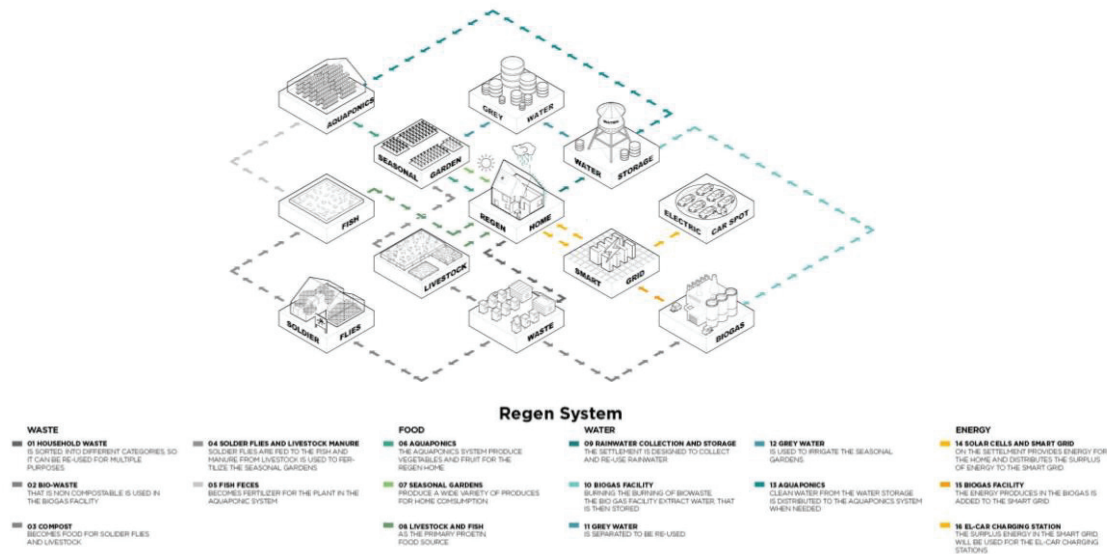 AQUAPONICS
GREY WATER
SEASONAL GARDEN
WATER
WATER STORAGE
FISH
REGEN HOME
ELECTRIC CAR SPOT
LIVESTOCK
SMART GRID
SOLDIER FLIES
WASTE
BIOGAS
Regen System
WASTE
01 HOUSEHOLD WASTE
IS SORTED, INTO DIFFERENT CATEGORIES, SO
IT CAN BE RE-USED FOR MULTIPLE
PURPOSES
02 BIO-WASTE
THAT IS NON COMPOSTABLE IS USED IN
THE BIOGAS FACILITY
03 COMPOST
BECOMES FOOD FOR SOLIDER FLIES
AND LIVESTOCK
04 SOLDER FLIES AND LIVESTOCK MANURE
SOLDIER FLIES ARE FED TO THE FISH AND
MANURE FROM LIVESTOCK IS USED TO FER-
TILIZE THE SEASONAL GARDENS
05 FISH FECES
BECOMES FERTILIZER FOR THE PLANT IN THE
AQUAPONIC SYSTEM
FOOD
06 AQUAPONICS
THE AQUAPONICS SYSTEM PRODUCE
VEGETABLES AND FRUIT FOR THE
REGEN HOME
07 SEASONAL GARDENS
PRODUCE A WIDE VARIETY OF PRODUCES
FOR HOME COMSUMPTION
08 LIVESTOCK AND FISH
AS THE PRIMARY PROETIN
FOOD SOURCE
WATER
09 RAINWATER COLLECTION AND STORAGE
THE SETTLEMENT IS DESIGNED TO COLLECT
AND RE-USE RAINWATER
10 BIOGAS FACILITY
BURNING THE BURNING OF BIOWASTE
THE BIO GAS FACILITY EXTRACT WATER, THAT
IS THEN STORED
11 GREY WATER
IS SEPARATED TO BE RE-USED
12 GREY WATER
IS USED TO IRRIGATE THE SEASONAL
GARDENS
13 AQUAPONICS
CLEAN WATER FROM THE WATER STORAGE
IS DISTRIBUTED TO THE AQUAPONICS SYSTEM
WHEN NEEDED
ENERGY
14 SOLAR CELLS AND SMART GRID
ON THE SETTELMENT PROVIDES ENERGY FOR
THE HOME AND DISTRIBUTES THE SURPLUS
OF ENERGY TO THE SMART GRID
15 BIOGAS FACILITY
THE ENERGY PRODUCES IN THE BIOGAS IS
ADDED TO THE SMART GRID
16 EL-CAR CHARGING STATION
THE SURPLUS ENERGY IN THE SMART GRID
WILL BE USED FOR THE EL-CAR CHARGING
STATIONS